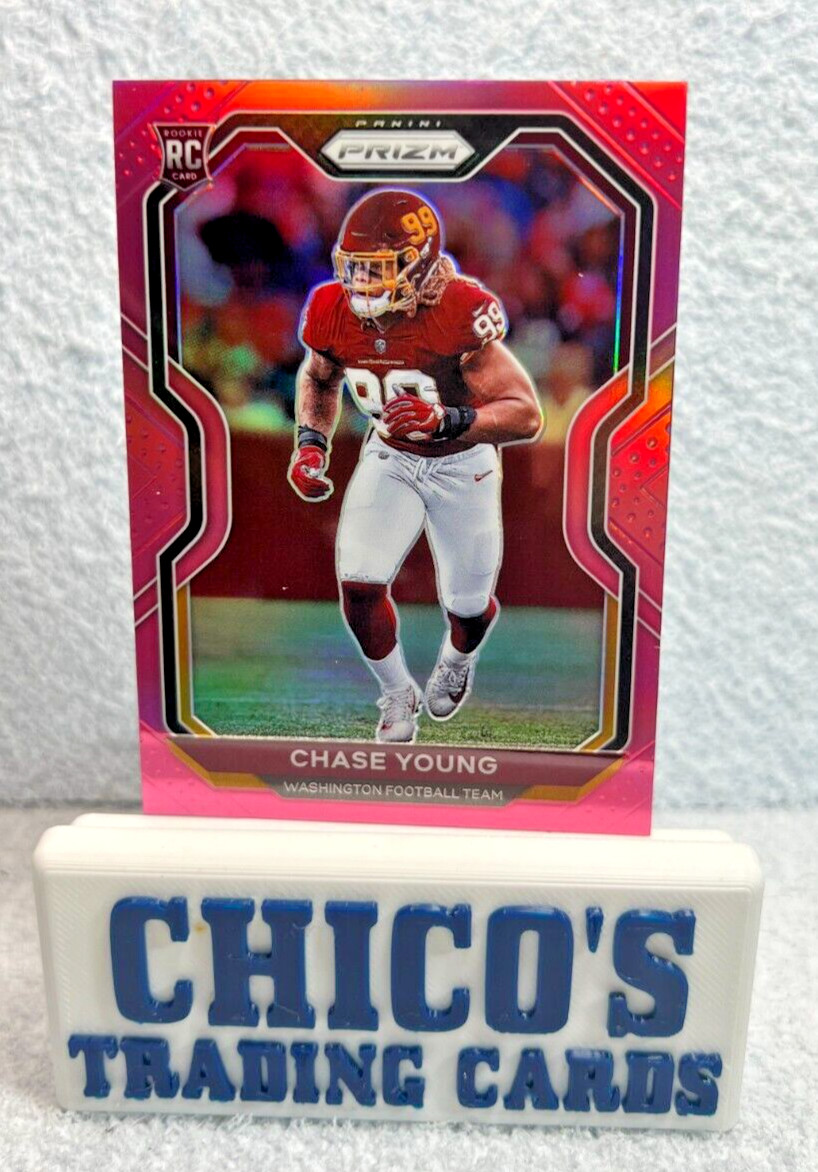 PANINI
PRIZM
ROOKIE
RC
CARD
99
99
99
CHASE YOUNG
WASHINGTON FOOTBALL TEAM
CHICO'S
TRADING CARDS